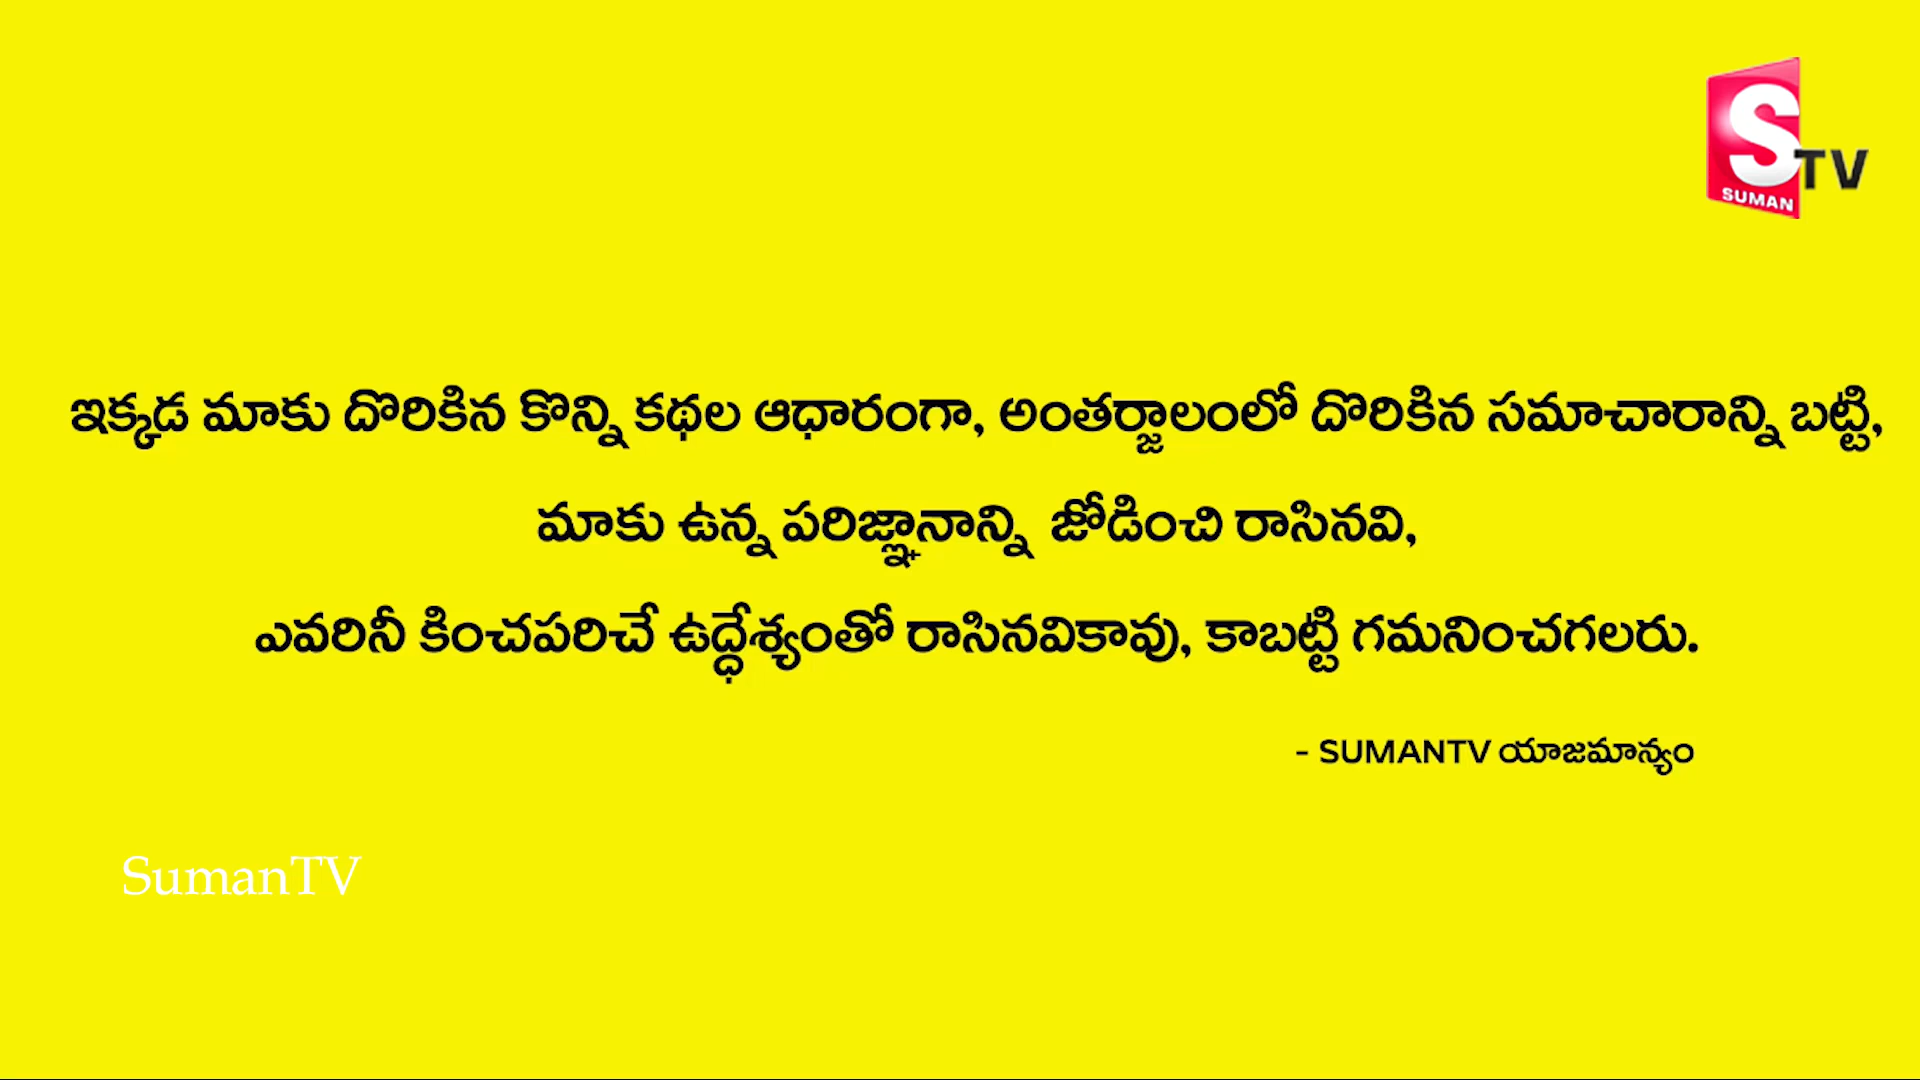 S TV
SUMAN
ఇక్కడ మాకు దొరికిన కొన్ని కథల ఆధారంగా, అంతర్జాలంలో దొరికిన సమాచారాన్ని బట్టి,
మాకు ఉన్న పరిజ్ఞానాన్ని జోడించి రాసినవి,
ఎవరినీ కించపరిచే ఉద్ధేశ్యంతో రాసినవికావు, కాబట్టి గమనించగలరు.
- SUMANTV యాజమాన్యం
SumanTV